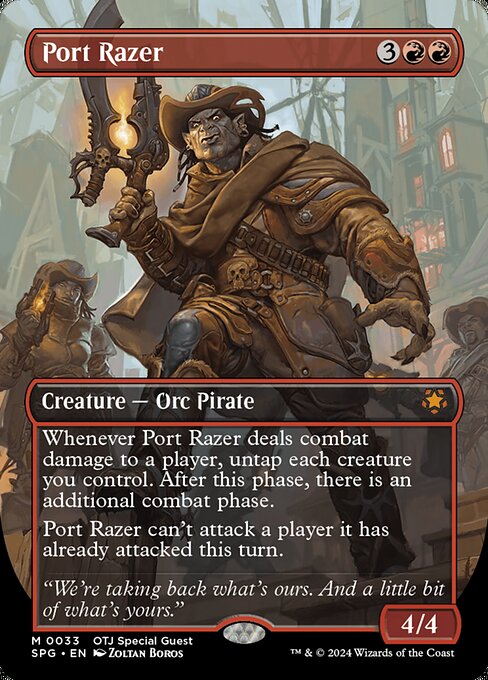 Port Razer 3
Creature — Orc Pirate
Whenever Port Razer deals combat
damage to a player, untap each creature
you control. After this phase, there is an
additional combat phase.
Port Razer can't attack a player it has
already attacked this turn.
“We're taking back what's ours. And a little bit
of what's yours.”
4/4
M 0033 OTJ Special Guest
SPG • EN Zoltan Boros
™ & © 2024 Wizards of the Coast